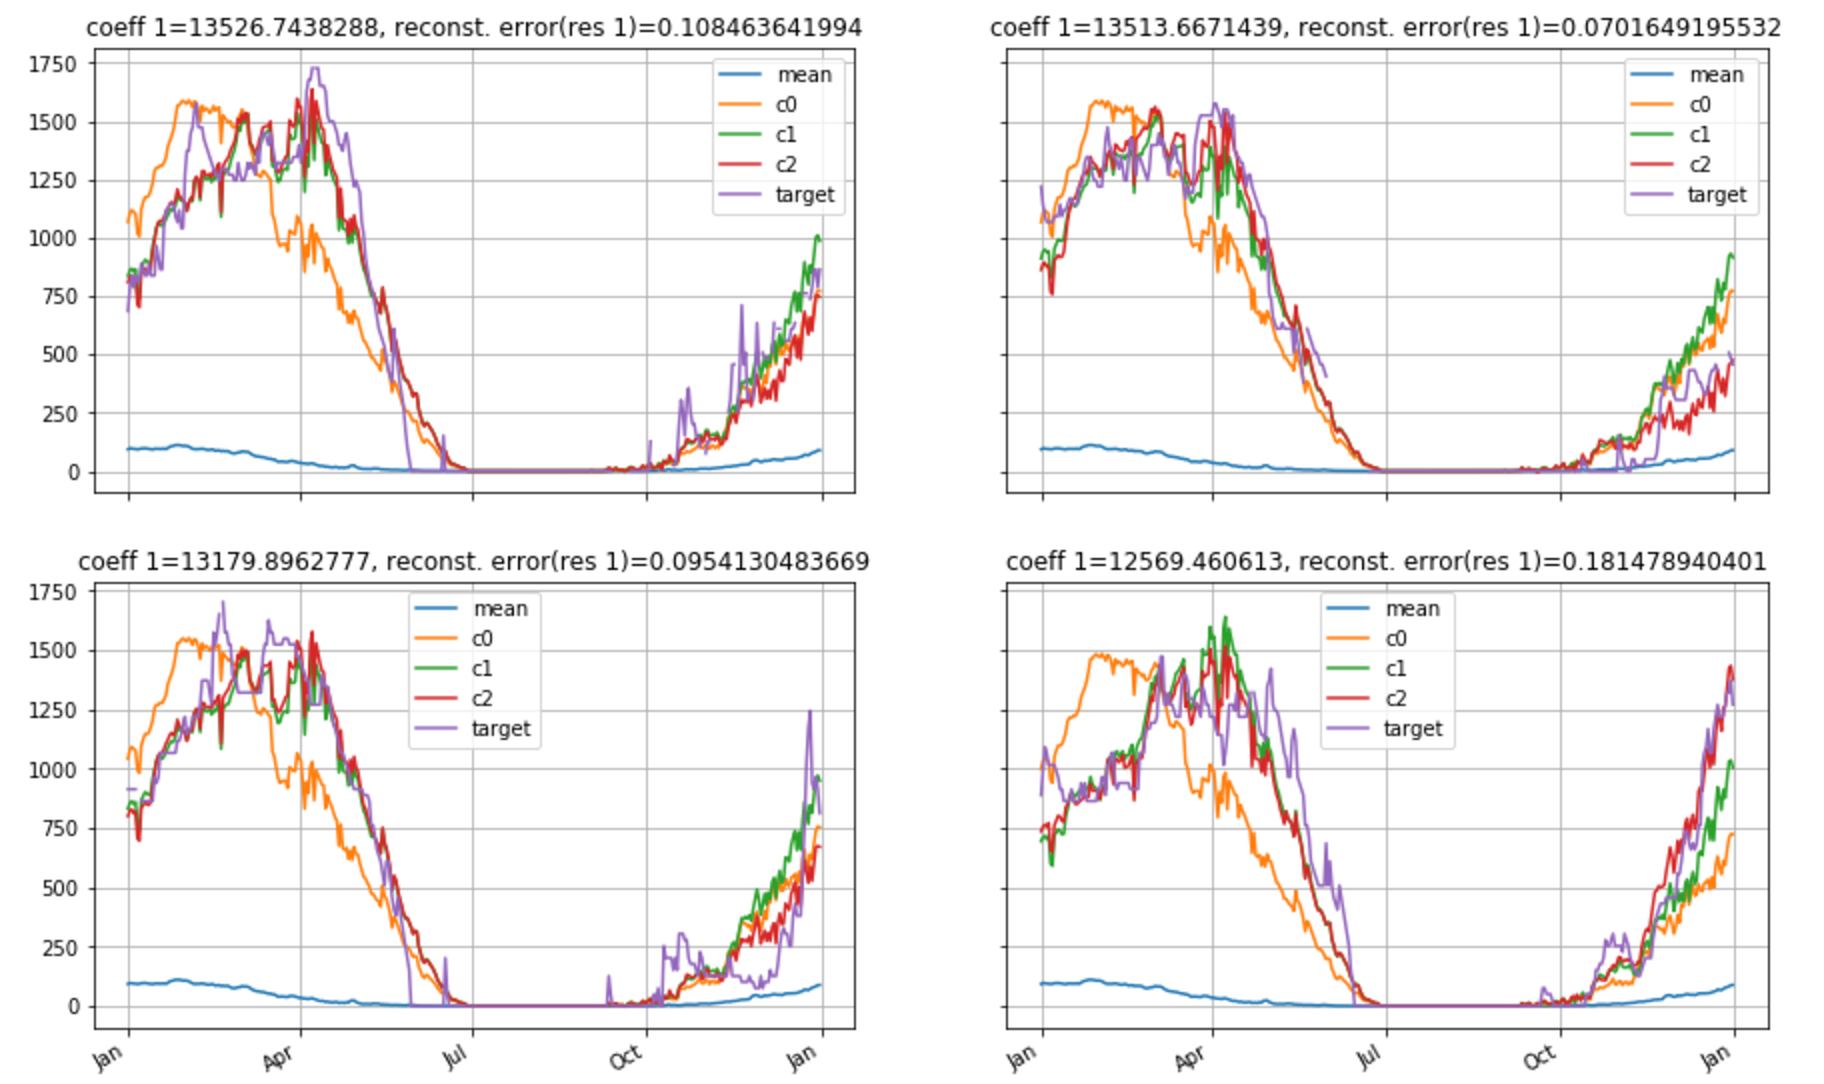 coeff 1=13526.7438288, reconst. error(res 1)=0.108463641994
1750
1500
1250
1000
750
500
250
0
mean
c0
c1
c2
target
coeff 1=13513.6671439, reconst. error(res 1)=0.0701649195532
mean
c0
c1
c2
target
coeff 1=13179.8962777, reconst. error(res 1)=0.0954130483669
1750
1500
1250
1000
750
500
250
0
mean
c0
c1
c2
target
Jan
Apr
Jul
Oct
Jan
coeff 1=12569.460613, reconst. error(res 1)=0.181478940401
mean
c0
c1
c2
target
Jan
Apr
Jul
Oct
Jan